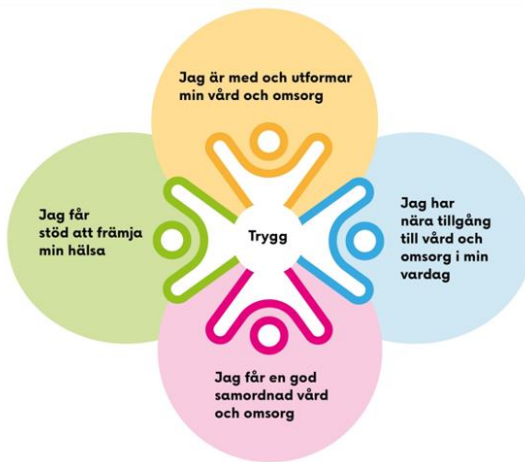 Jag är med och utformar
min vård och omsorg
Jag får
stöd att främja
min hälsa
Trygg
Jag har
nära tillgång
till vård och
omsorg i min
vardag
Jag får en god
samordnad vård
och omsorg